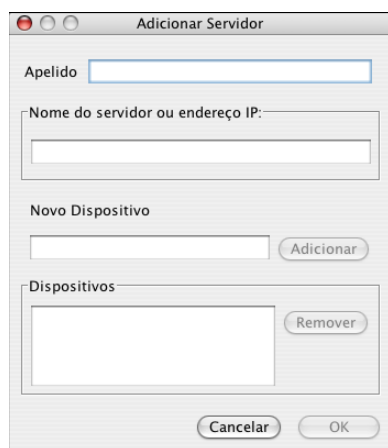 Adicionar Servidor
Apelido
Nome do servidor ou endereço IP:
Novo Dispositivo
Adicionar
Dispositivos
Remover
Cancelar
OK